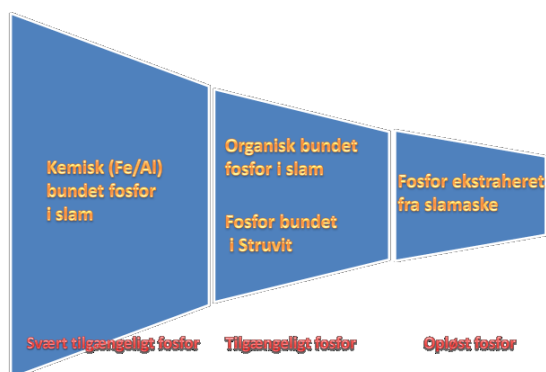 Kemisk (Fe/Al)
bundet fosfor
i slam
Organisk bundet
fosfor i slam
Fosfor bundet
i Struvit
Fosfor ekstraheret
fra slamaske
Svært tilgængeligt fosfor
Tilgængeligt fosfor
Opløst fosfor